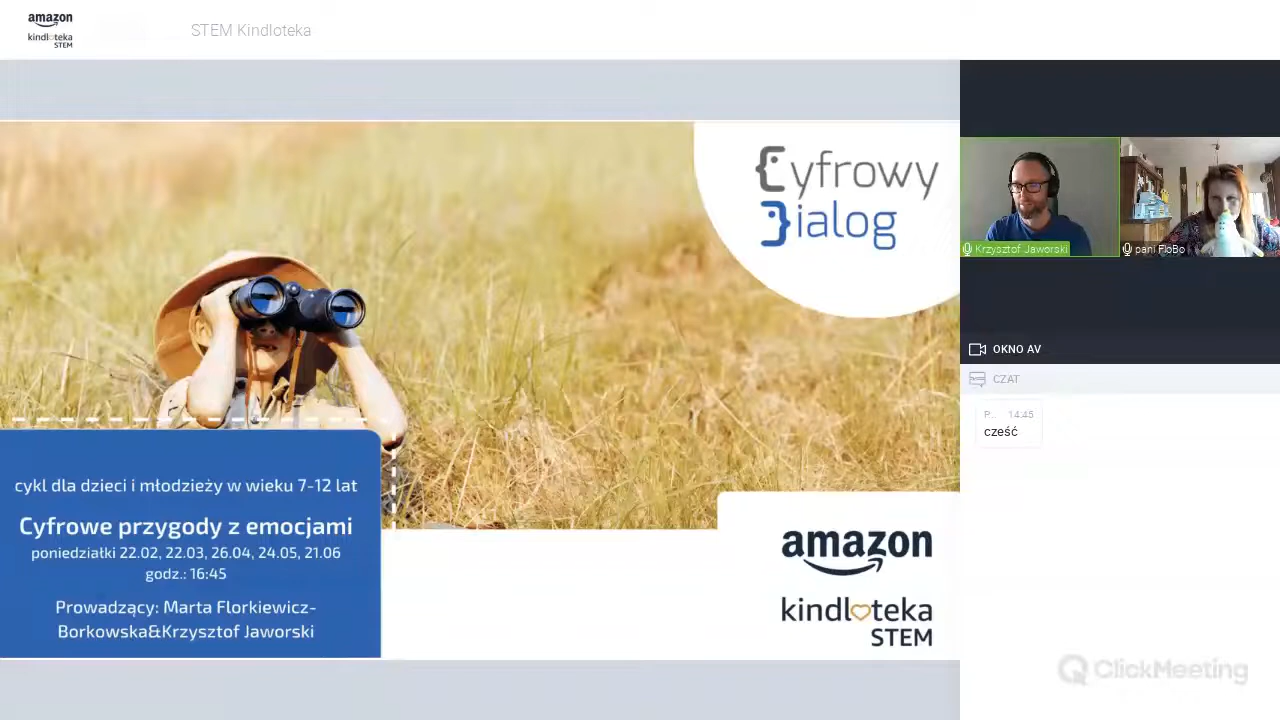 amazon
kindloteka
STEM
STEM Kindloteka
Cyfrowy
Dialog
cykl dla dzieci i młodzieży w wieku 7-12 lat
Cyfrowe przygody z emocjami
poniedziałki 22.02, 22.03, 26.04, 24.05, 21.06
godz.: 16:45
Prowadzący: Marta Florkiewicz-
Borkowska&Krzysztof Jaworski
amazon
kindloteka
STEM
Krzysztof Jaworski
pani FloBo
OKNO AV
CZAT
P... 14:45
cześć
ClickMeeting